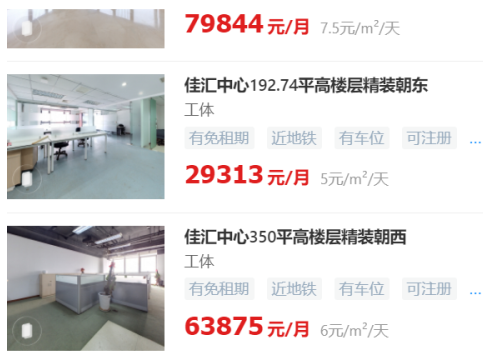 79844 元/月 7.5元/m²/天
佳汇中心192.74平高楼层精装朝东
工体
有免租期 近地铁 有车位 可注册 ...
29313 元/月 5元/m²/天
佳汇中心350平高楼层精装朝西
工体
有免租期 近地铁 有车位 可注册 ...
63875 元/月 6元/m²/天